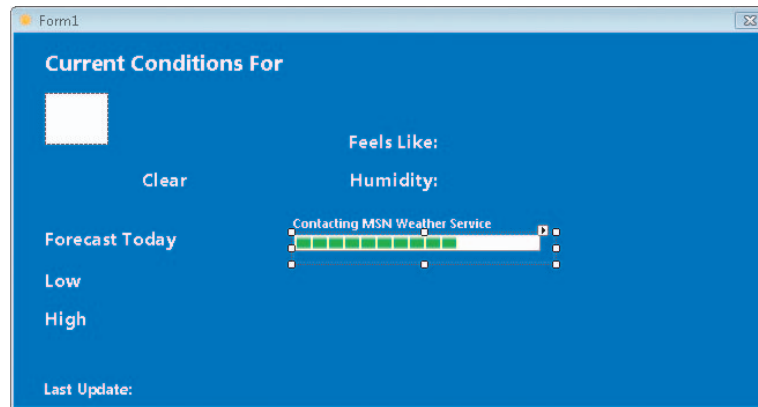 Form1
Current Conditions For
Feels Like:
Clear
Humidity:
Contacting MSN Weather Service
Forecast Today
Low
High
Last Update: